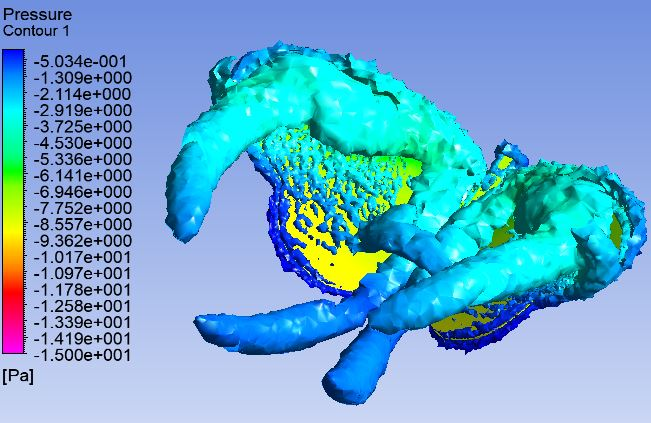 Pressure
Contour 1
-5.034e-001
-1.309e+000
-2.114e+000
-2.919e+000
-3.725e+000
-4.530e+000
-5.336e+000
-6.141e+000
-6.946e+000
-7.752e+000
-8.557e+000
-9.362e+000
-1.017e+001
-1.097e+001
-1.178e+001
-1.258e+001
-1.339e+001
-1.419e+001
-1.500e+001
[Pa]